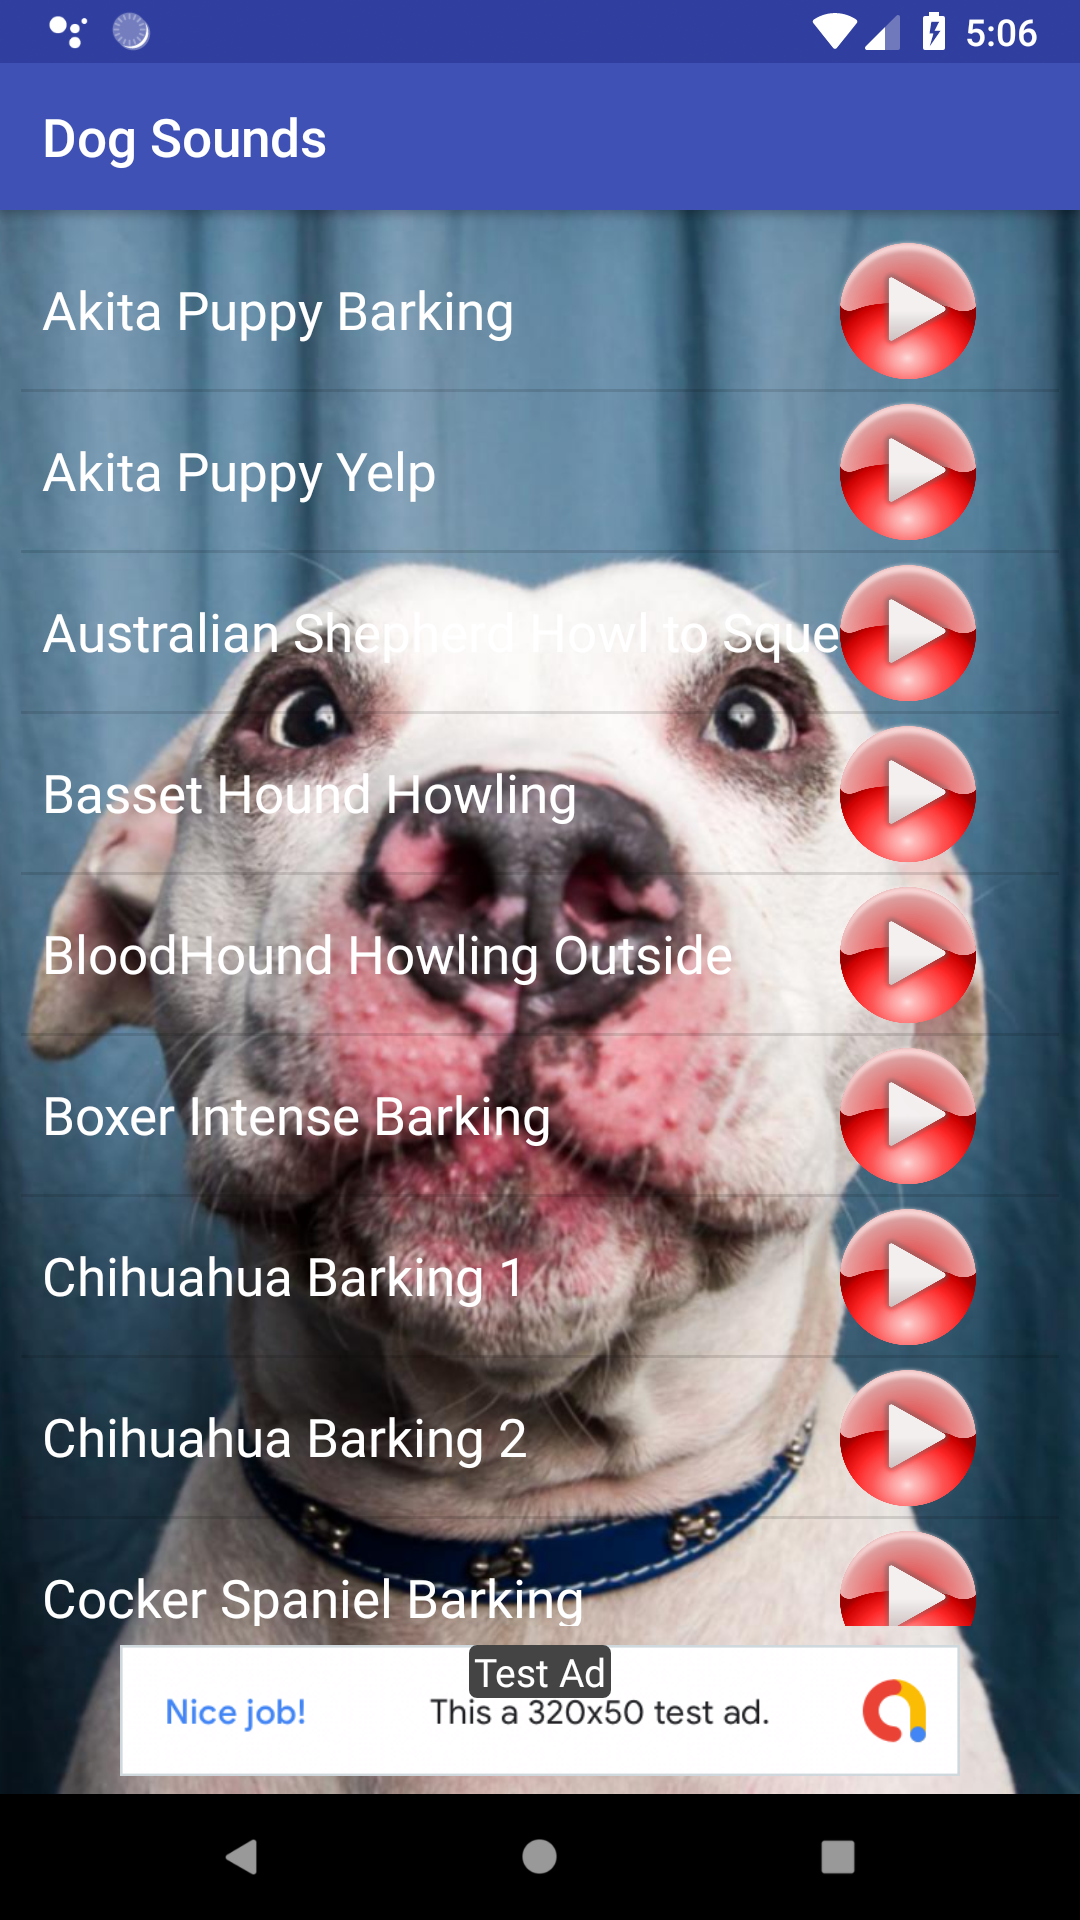 5:06
Dog Sounds
Akita Puppy Barking
Akita Puppy Yelp
Australian Shepherd Howl to Sque
Basset Hound Howling
BloodHound Howling Outside
Boxer Intense Barking
Chihuahua Barking 1
Chihuahua Barking 2
Cocker Spaniel Barking
Test Ad
Nice job! This a 320x50 test ad.